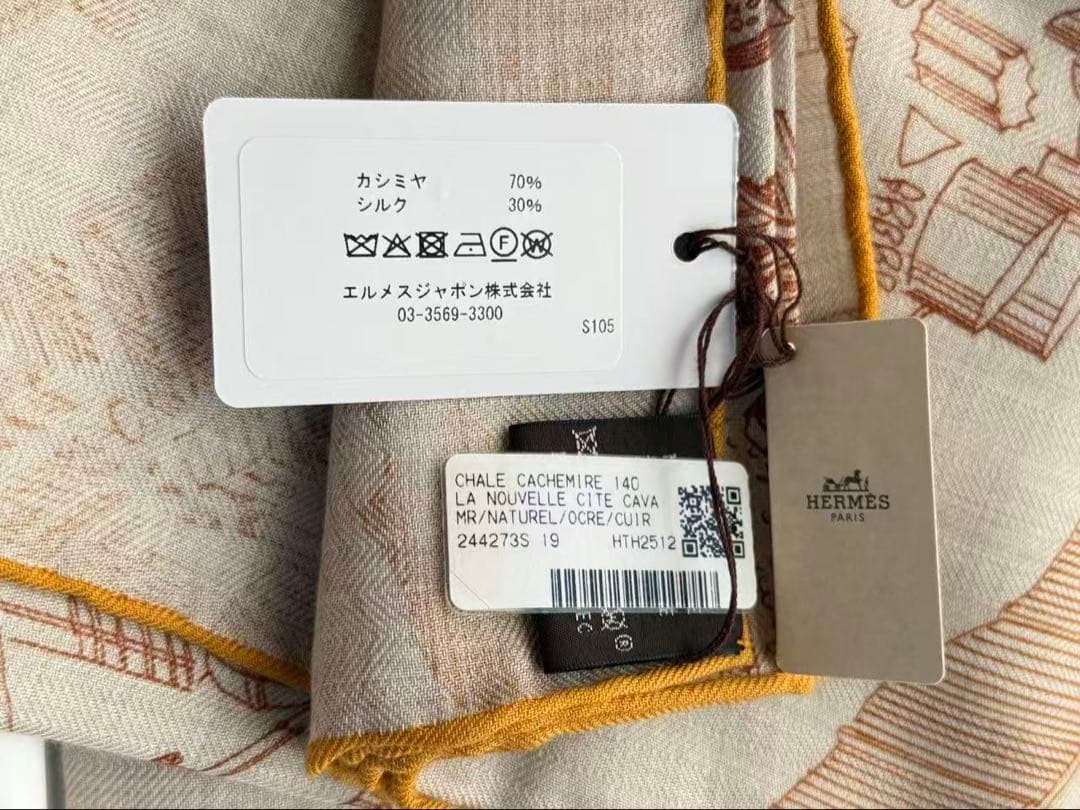 カシミヤ 70%
シルク 30%
F W
エルメスジャポン株式会社
03-3569-3300
S105
CHALE CACHEMIRE 140
LA NOUVELLE CITE CAVA
MR/NATUREL/OCRE/CUIR
244273S 19 HTH2512
HERMÈS
PARIS
®